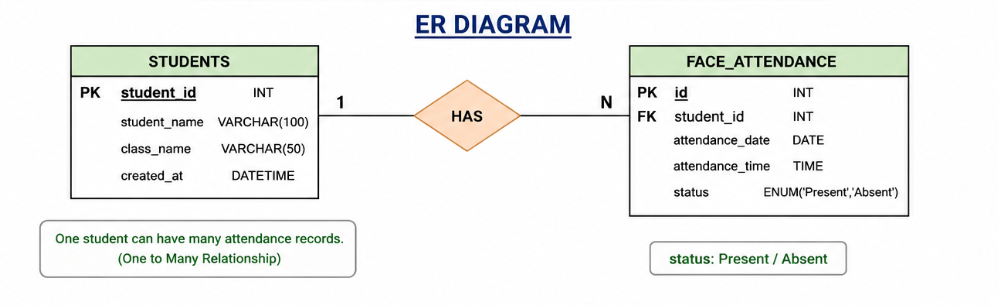 ER DIAGRAM
STUDENTS
PK student_id INT
student_name VARCHAR(100)
class_name VARCHAR(50)
created_at DATETIME
1
HAS
N
FACE_ATTENDANCE
PK id INT
FK student_id INT
attendance_date DATE
attendance_time TIME
status ENUM('Present','Absent')
One student can have many attendance records.
(One to Many Relationship)
status: Present / Absent